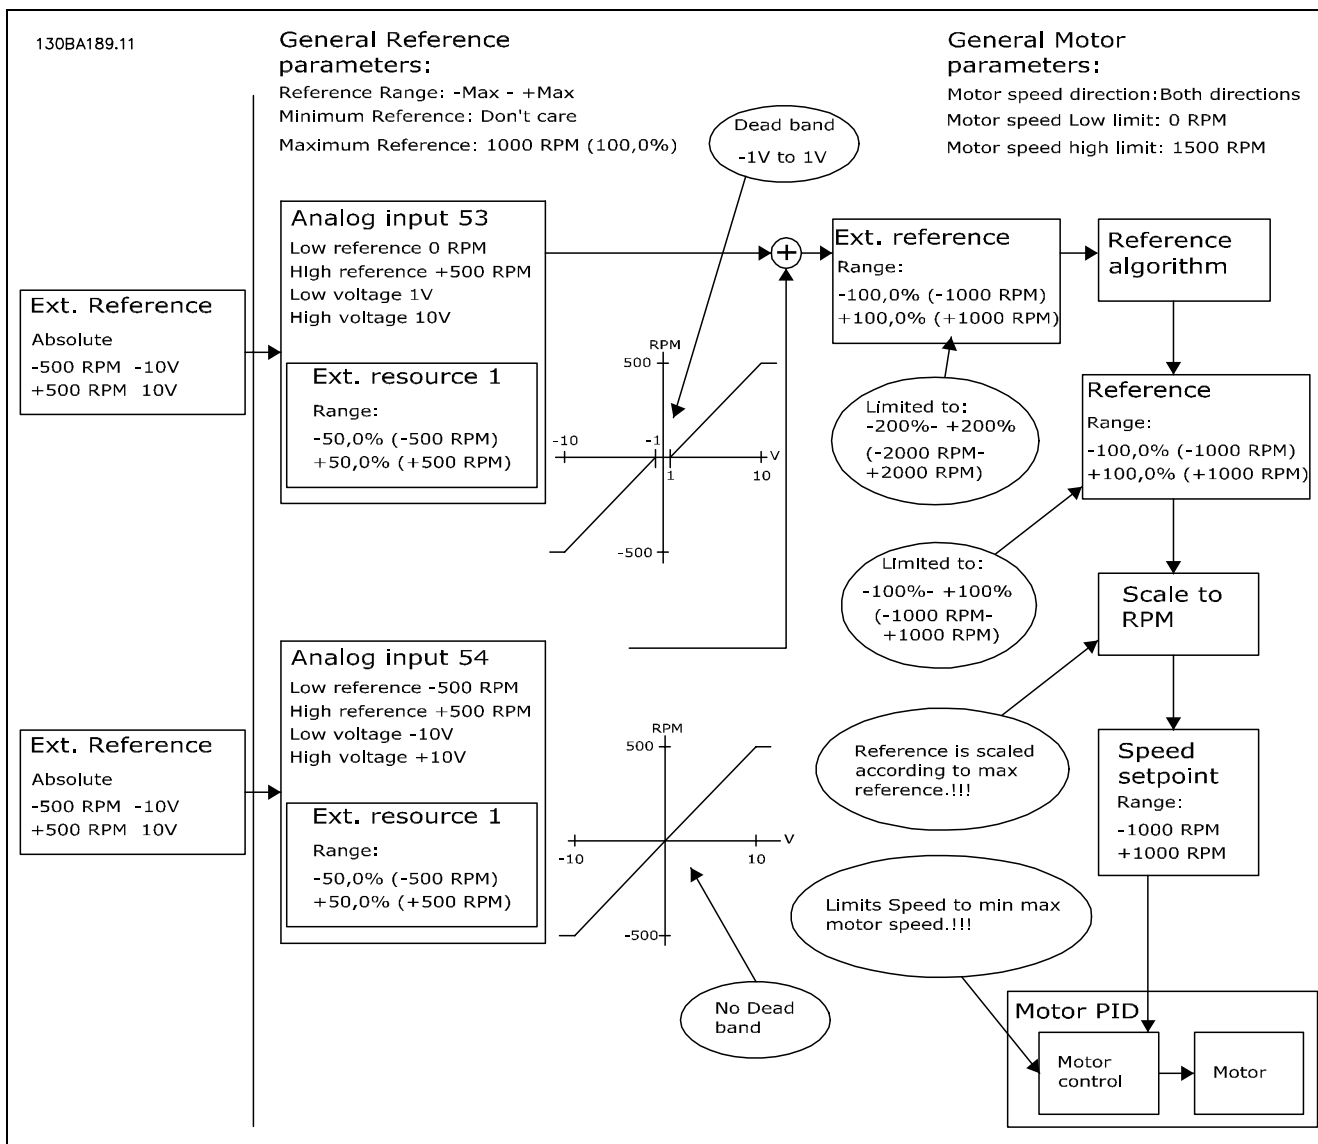 130BA189.11
General Reference
parameters:
Reference Range: -Max - +Max
Minimum Reference: Don't care
Maximum Reference: 1000 RPM (100,0%)
General Motor
parameters:
Motor speed direction:Both directions
Motor speed Low limit: 0 RPM
Motor speed high limit: 1500 RPM
Dead band
-1V to 1V
Ext. Reference
Absolute
-500 RPM -10V
+500 RPM 10V
Analog input 53
Low reference 0 RPM
High reference +500 RPM
Low voltage 1V
High voltage 10V
Ext. resource 1
Range:
-50,0% (-500 RPM)
+50,0% (+500 RPM)
RPM
500
-10
-1
V
1
10
-500
+
Ext. reference
Range:
-100,0% (-1000 RPM)
+100,0% (+1000 RPM)
Reference
algorithm
Limited to:
-200%- +200%
(-2000 RPM-
+2000 RPM)
Reference
Range:
-100,0% (-1000 RPM)
+100,0% (+1000 RPM)
Limited to:
-100%- +100%
(-1000 RPM-
+1000 RPM)
Scale to
RPM
Ext. Reference
Absolute
-500 RPM -10V
+500 RPM 10V
Analog input 54
Low reference -500 RPM
High reference +500 RPM
Low voltage -10V
High voltage +10V
Ext. resource 1
Range:
-50,0% (-500 RPM)
+50,0% (+500 RPM)
RPM
500
V
-10
10
-500
No Dead
band
Reference is scaled
according to max
reference.!!!
Speed
setpoint
Range:
-1000 RPM
+1000 RPM
Limits Speed to min max
motor speed.!!!
Motor PID
Motor
control
Motor